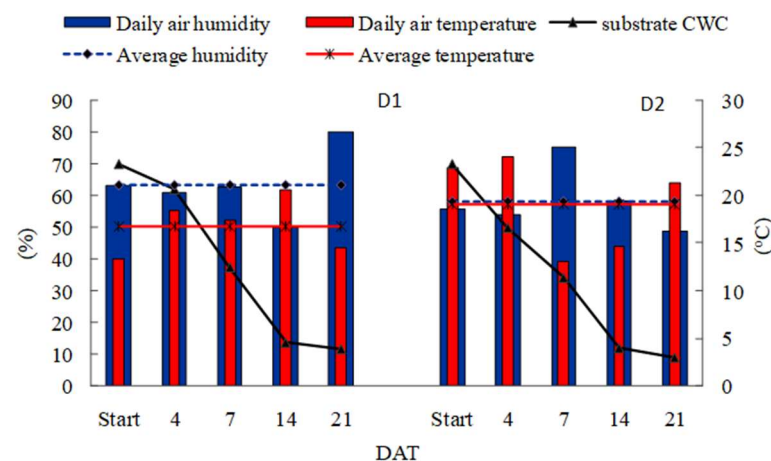 Daily air humidity Daily air temperature substrate CWC
Average humidity Average temperature
D1 D2
90 30
80
70 25
60 20
50
40 15
30 10
20
10 5
0 0
(%) (ºC)
Start 4 7 14 21 Start 4 7 14 21
DAT